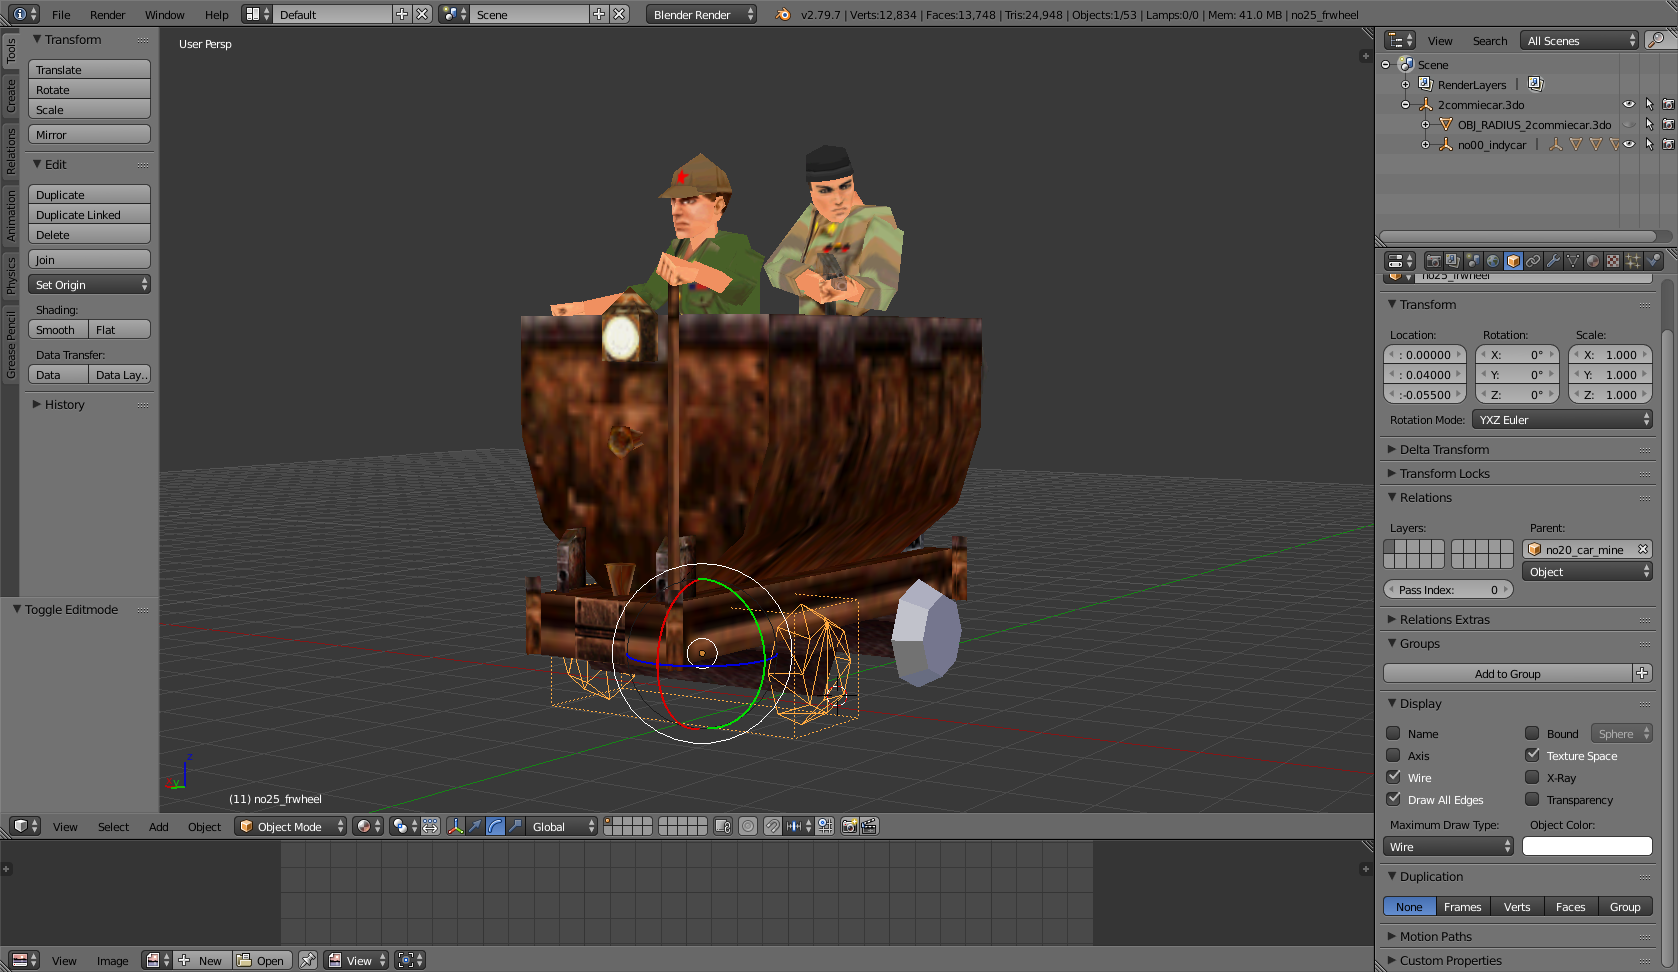 File Render Window Help Default Scene Blender Render v2.79.7 | Verts:12,834 | Faces:13,748 | Tris:24,948 | Objects:1/53 | Lamps:0/0 | Mem: 41.0 MB | no25_frwheel
Tools
Create
Relations
Animation
Physics
Grease Pencil
Transform
Translate
Rotate
Scale
Mirror
Edit
Duplicate
Duplicate Linked
Delete
Join
Set Origin
Shading:
Smooth Flat
Data Transfer:
Data Data Lay..
History
Toggle Editmode
User Persp
z
y
(11) no25_frwheel
View Select Add Object Object Mode Global
View Image New Open View
View Search All Scenes
Scene
RenderLayers |
2commiecar.3do
OBJ_RADIUS_2commiecar.3do
no00_indycar |
no25_frwheel
Transform
Location: Rotation: Scale:
: 0.00000 X: 0° X: 1.000
: 0.04000 Y: 0° Y: 1.000
:-0.05500 Z: 0° Z: 1.000
Rotation Mode: YXZ Euler
Delta Transform
Transform Locks
Relations
Layers: Parent:
no20_car_mine
Object
Pass Index: 0
Relations Extras
Groups
Add to Group
Display
Name Bound Sphere
Axis Texture Space
Wire X-Ray
Draw All Edges Transparency
Maximum Draw Type: Object Color:
Wire
Duplication
None Frames Verts Faces Group
Motion Paths
Custom Properties